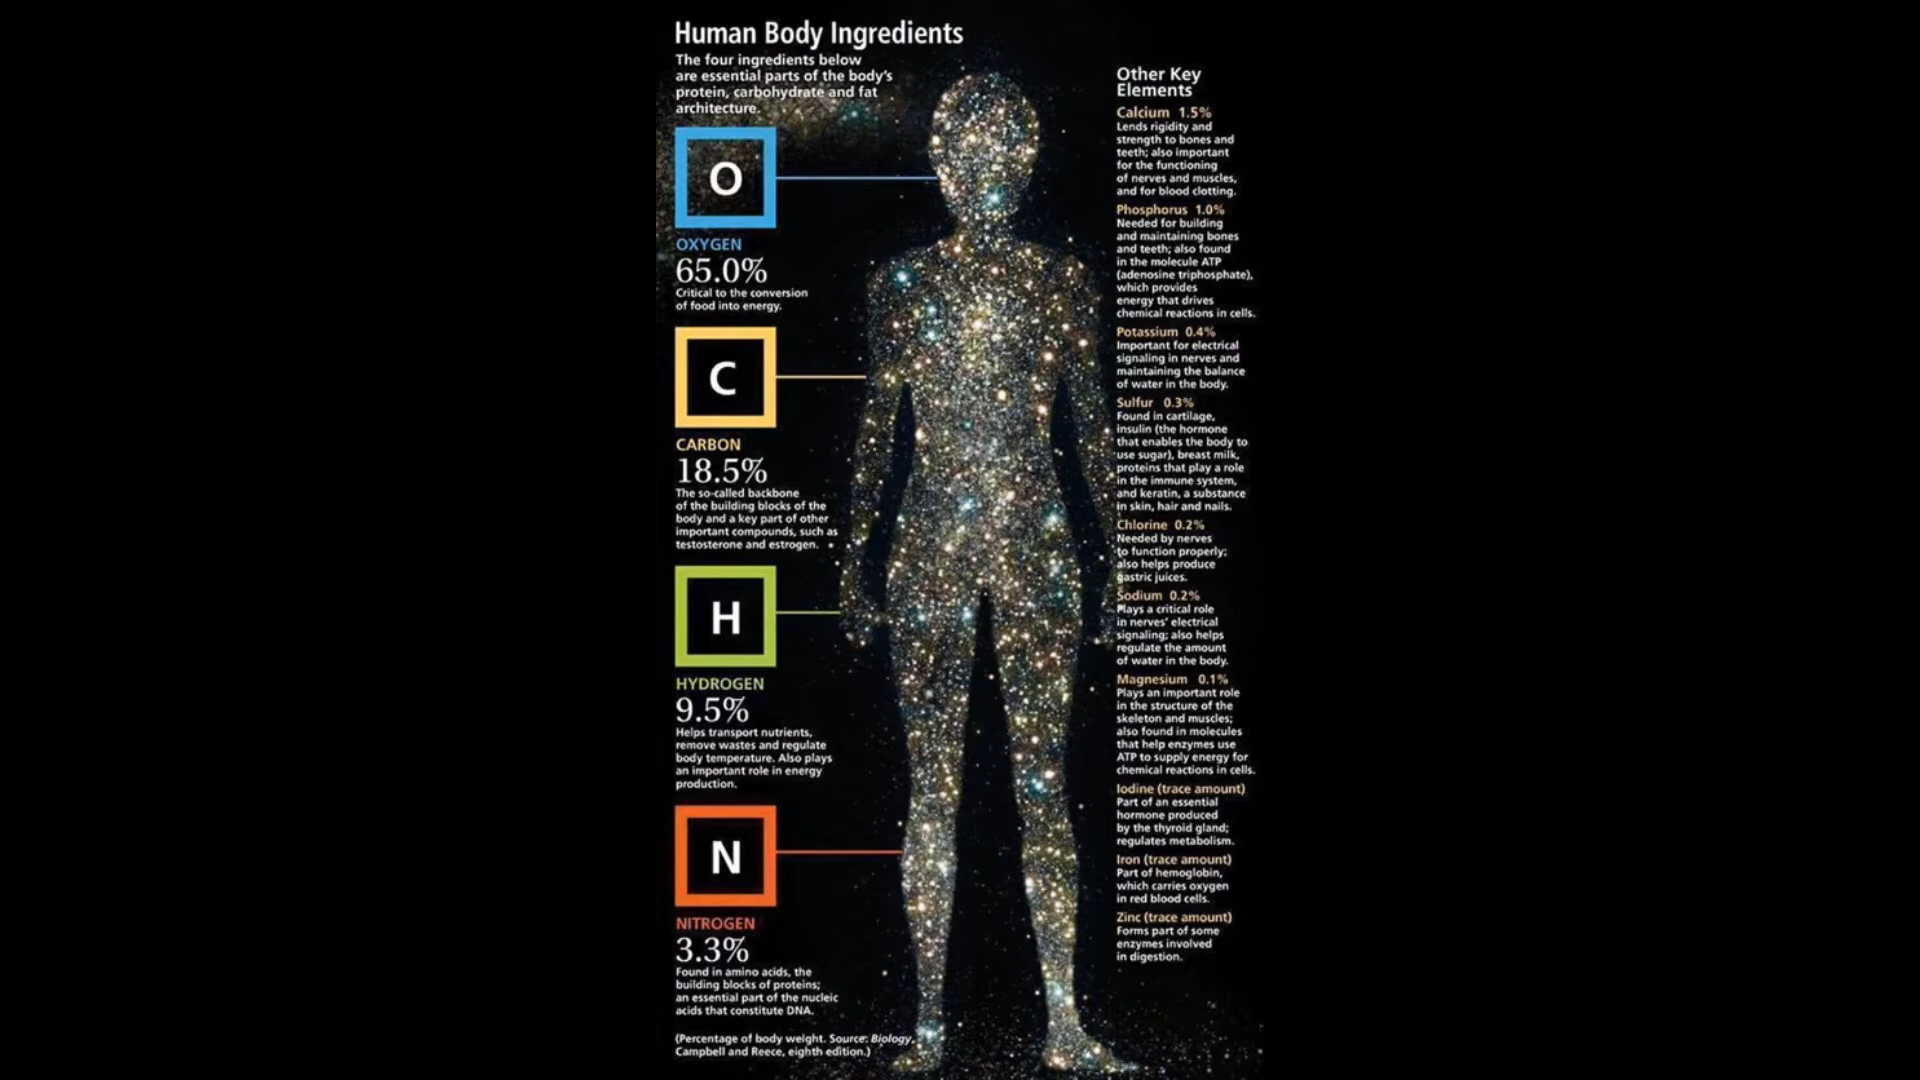 Human Body Ingredients
The four ingredients below
are essential parts of the body's
protein, carbohydrate and fat
architecture.
O
OXYGEN
65.0%
Critical to the conversion
of food into energy.
C
CARBON
18.5%
The so-called backbone
of the building blocks of the
body and a key part of other
important compounds, such as
testosterone and estrogen.
H
HYDROGEN
9.5%
Helps transport nutrients,
remove wastes and regulate
body temperature. Also plays
an important role in energy
production.
N
NITROGEN
3.3%
Found in amino acids, the
building blocks of proteins;
an essential part of the nucleic
acids that constitute DNA.
(Percentage of body weight. Source: Biology,
Campbell and Reece, eighth edition.)
Other Key
Elements
Calcium 1.5%
Lends rigidity and
strength to bones and
teeth; also important
for the functioning
of nerves and muscles,
and for blood clotting.
Phosphorus 1.0%
Needed for building
and maintaining bones
and teeth; also found
in the molecule ATP
(adenosine triphosphate),
which provides
energy that drives
chemical reactions in cells.
Potassium 0.4%
Important for electrical
signaling in nerves and
maintaining the balance
of water in the body.
Sulfur 0.3%
Found in cartilage,
insulin (the hormone
that enables the body to
use sugar), breast milk,
proteins that play a role
in the immune system,
and keratin, a substance
in skin, hair and nails.
Chlorine 0.2%
Needed by nerves
to function properly;
also helps produce
gastric juices.
Sodium 0.2%
Plays a critical role
in nerves' electrical
signaling; also helps
regulate the amount
of water in the body.
Magnesium 0.1%
Plays an important role
in the structure of the
skeleton and muscles;
also found in molecules
that help enzymes use
ATP to supply energy for
chemical reactions in cells.
Iodine (trace amount)
Part of an essential
hormone produced
by the thyroid gland;
regulates metabolism.
Iron (trace amount)
Part of hemoglobin,
which carries oxygen
in red blood cells.
Zinc (trace amount)
Forms part of some
enzymes involved
in digestion.